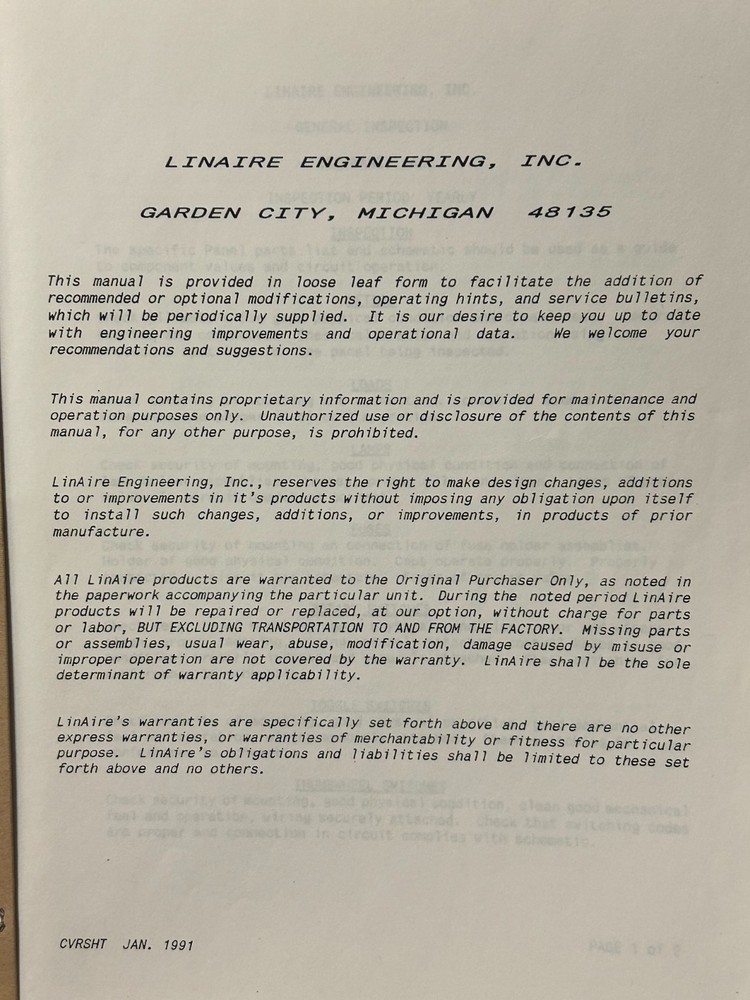 LINAIRE ENGINEERING, INC.
GARDEN CITY, MICHIGAN 48135
This manual is provided in loose leaf form to facilitate the addition of
recommended or optional modifications, operating hints, and service bulletins,
which will be periodically supplied. It is our desire to keep you up to date
with engineering improvements and operational data. We welcome your
recommendations and suggestions.
This manual contains proprietary information and is provided for maintenance and
operation purposes only. Unauthorized use or disclosure of the contents of this
manual, for any other purpose, is prohibited.
LinAire Engineering, Inc., reserves the right to make design changes, additions
to or improvements in it's products without imposing any obligation upon itself
to install such changes, additions, or improvements, in products of prior
manufacture.
All LinAire products are warranted to the Original Purchaser Only, as noted in
the paperwork accompanying the particular unit. During the noted period LinAire
products will be repaired or replaced, at our option, without charge for parts
or labor, BUT EXCLUDING TRANSPORTATION TO AND FROM THE FACTORY. Missing parts
or assemblies, usual wear, abuse, modification, damage caused by misuse or
improper operation are not covered by the warranty. LinAire shall be the sole
determinant of warranty applicability.
LinAire's warranties are specifically set forth above and there are no other
express warranties, or warranties of merchantability or fitness for particular
purpose. LinAire's obligations and liabilities shall be limited to these set
forth above and no others.
CVRSHT JAN. 1991